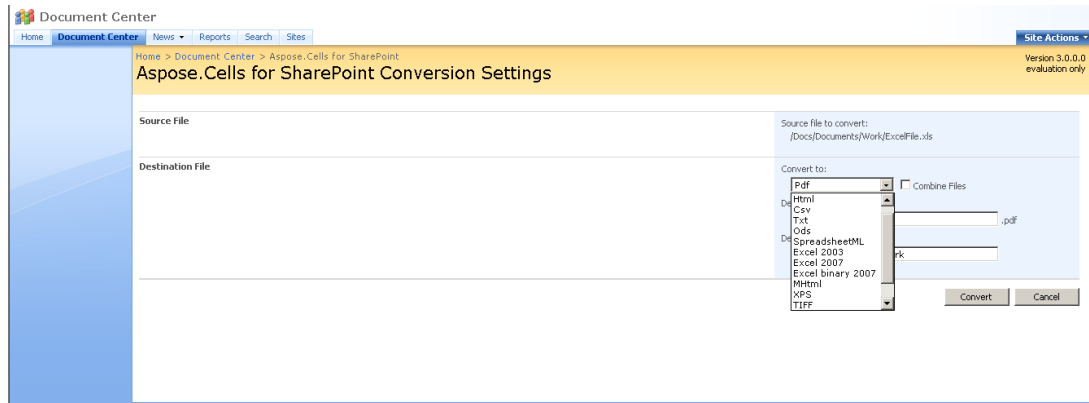 Document Center
Home Document Center News Reports Search Sites Site Actions
Home > Document Center > Aspose.Cells for SharePoint
Aspose.Cells for SharePoint Conversion Settings
Version 3.0.0.0
evaluation only
Source File
Source file to convert:
/Docs/Documents/Work/ExcelFile.xls
Destination File
Convert to:
Pdf Combine Files
Html
Csv
Txt
.pdf
Ods
SpreadsheetML
Excel 2003
Excel 2007
Excel binary 2007
MHtml
XPS
TIFF
Convert Cancel